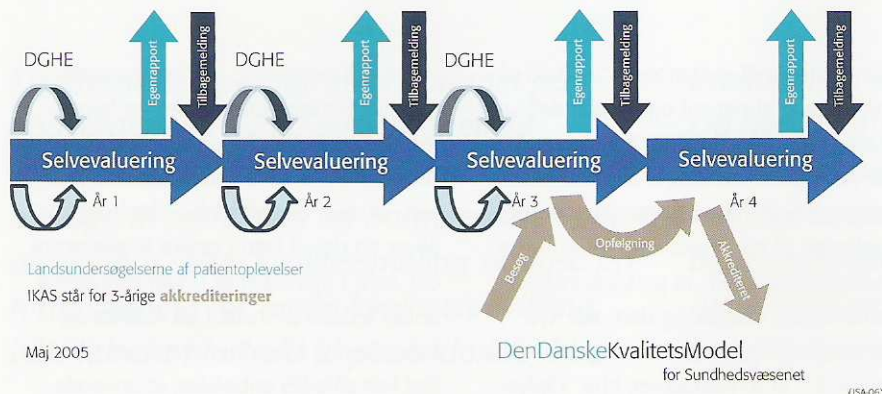 DGHE
Egenrapport
Tilbagemelding
DGHE
Egenrapport
Tilbagemelding
DGHE
Egenrapport
Tilbagemelding
Egenrapport
Tilbagemelding
Selvevaluering
Selvevaluering
Selvevaluering
Selvevaluering
År 1
År 2
År 3
År 4
Besøg
Opfølgning
Akkrediteret
Landsundersøgelserne af patientoplevelser
IKAS står for 3-årige akkrediteringer
Maj 2005
DenDanskeKvalitetsModel
for Sundhedsvæsenet